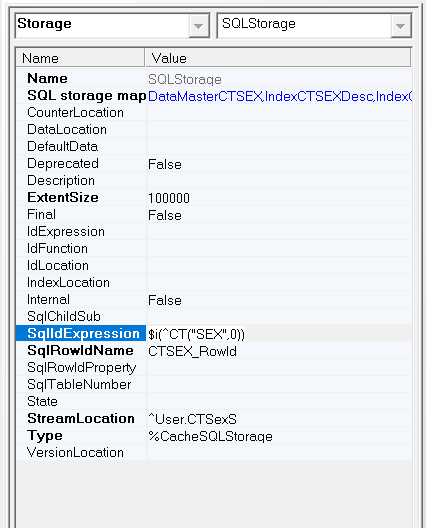 Storage SQLStorage
Name Value
Name SQLStorage
SQL storage map DataMasterCTSEX,IndexCTSEXDesc,IndexC
CounterLocation
DataLocation
DefaultData
Deprecated False
Description
ExtentSize 100000
Final False
IdExpression
IdFunction
IdLocation
IndexLocation
Internal False
SqlChildSub
SqlIdExpression $i(^CT("SEX",0))
SqlRowIdName CTSEX_RowId
SqlRowIdProperty
SqlTableNumber
State
StreamLocation ^User.CTSexS
Type %CacheSQLStorage
VersionLocation